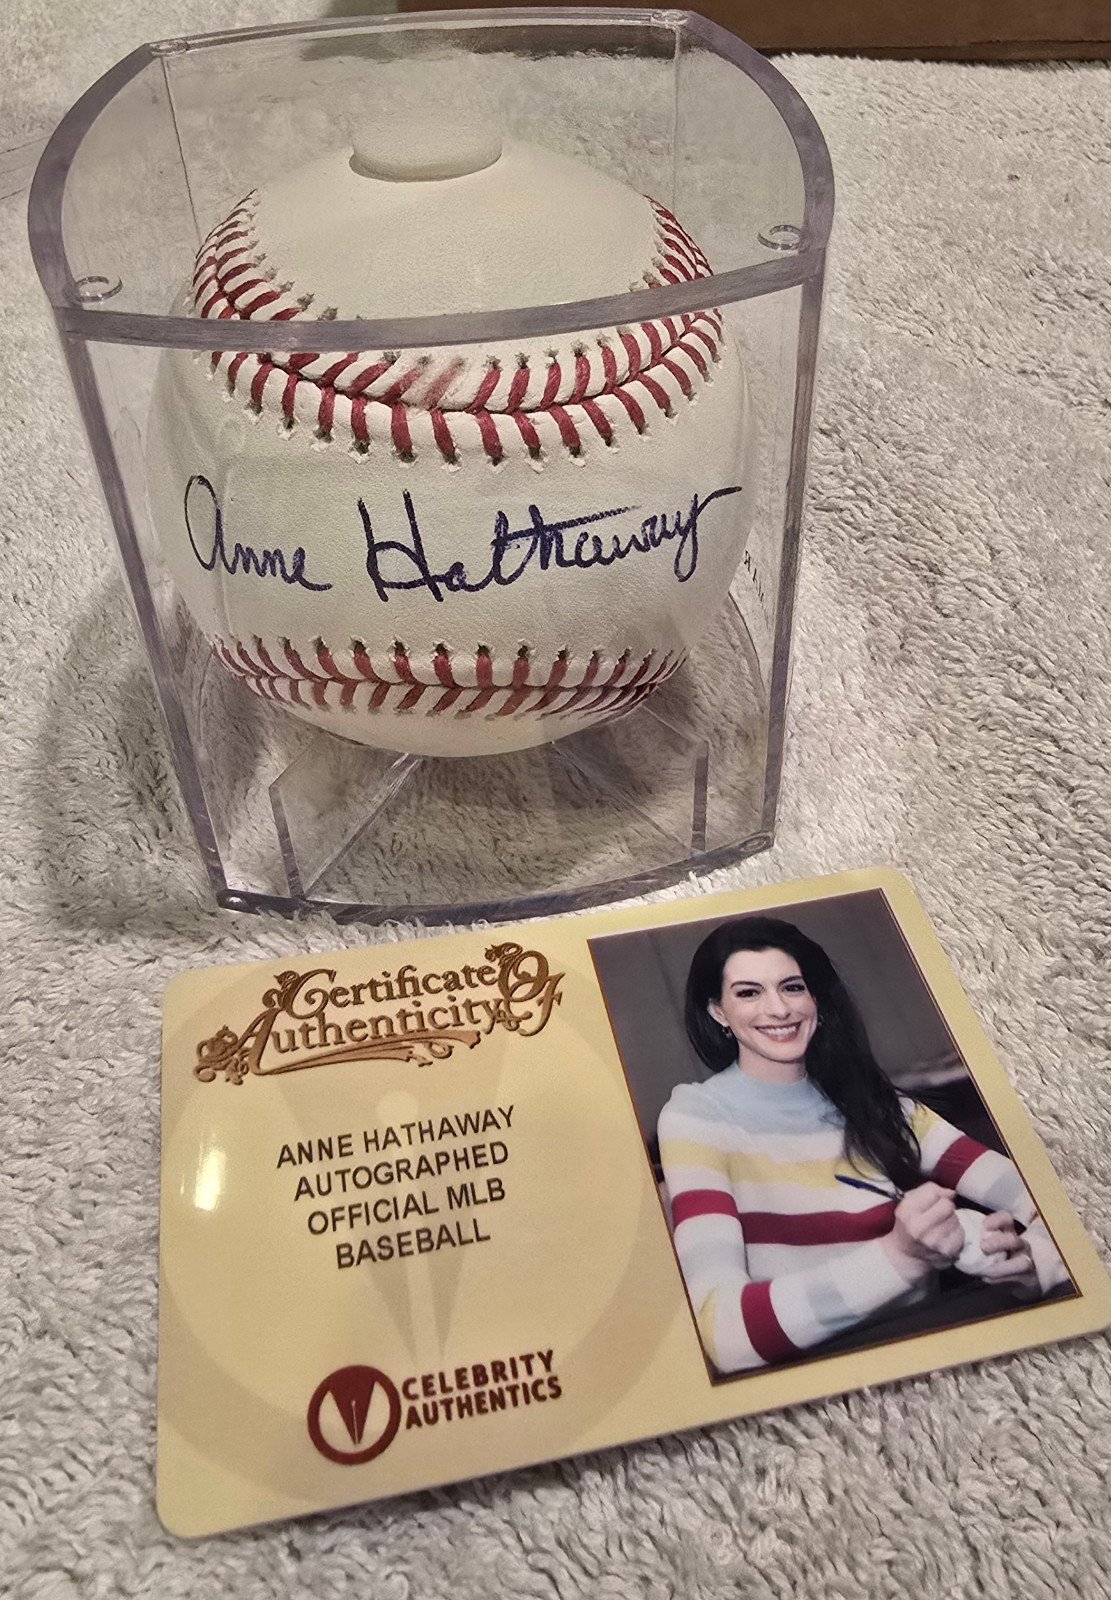 Anne Hathaway
Certificate Of
Authenticity
ANNE HATHAWAY
AUTOGRAPHED
OFFICIAL MLB
BASEBALL
CELEBRITY
AUTHENTICS